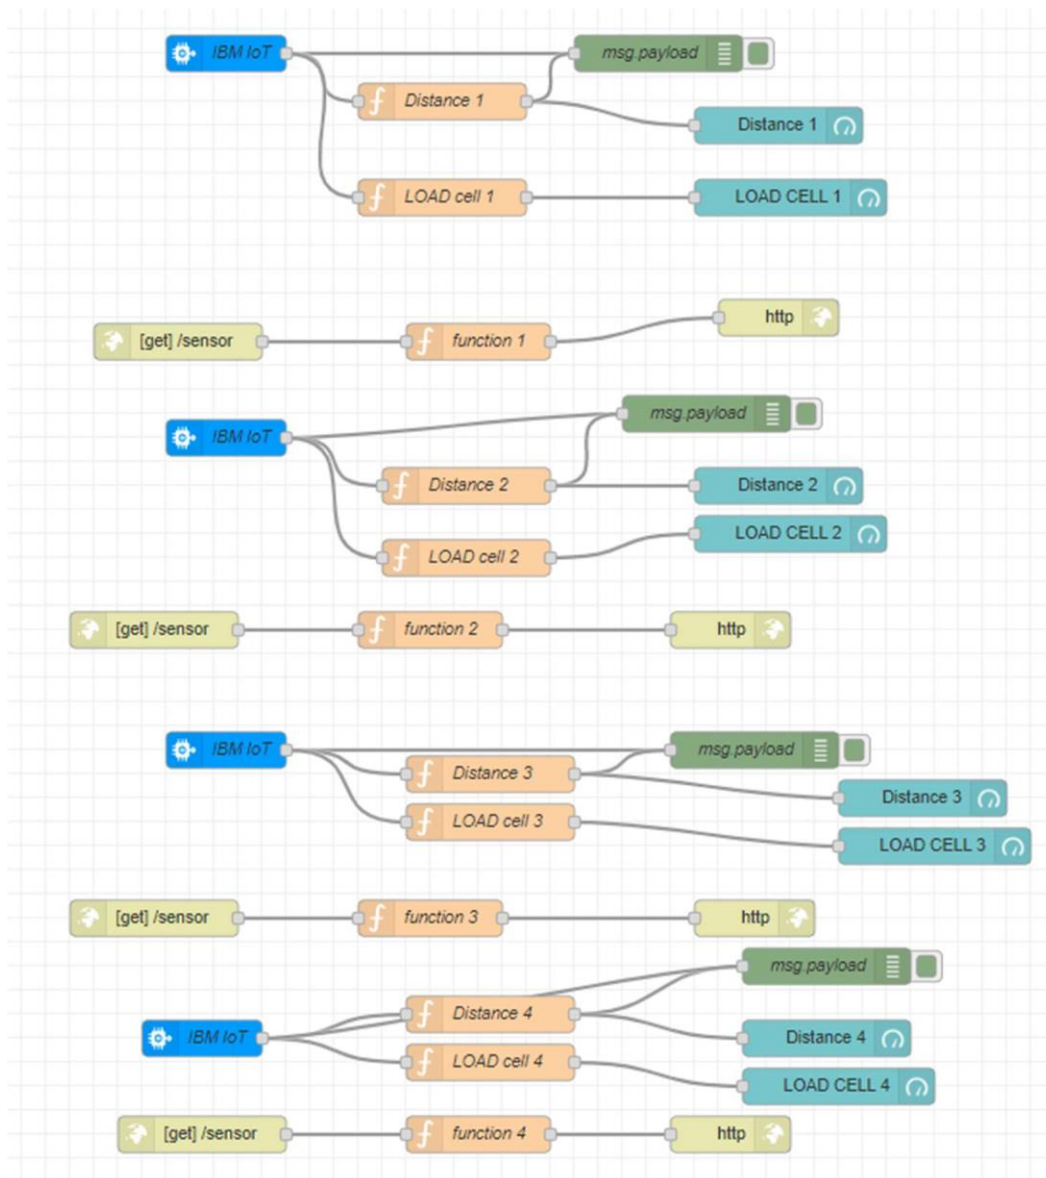 IBM IoT
msg.payload
Distance 1
Distance 1
LOAD cell 1
LOAD CELL 1
http
[get] /sensor
function 1
msg.payload
IBM IoT
Distance 2
Distance 2
LOAD CELL 2
LOAD cell 2
[get] /sensor
function 2
http
IBM IoT
msg.payload
Distance 3
Distance 3
LOAD cell 3
LOAD CELL 3
[get] /sensor
function 3
http
msg.payload
Distance 4
IBM IoT
Distance 4
LOAD cell 4
LOAD CELL 4
[get] /sensor
function 4
http